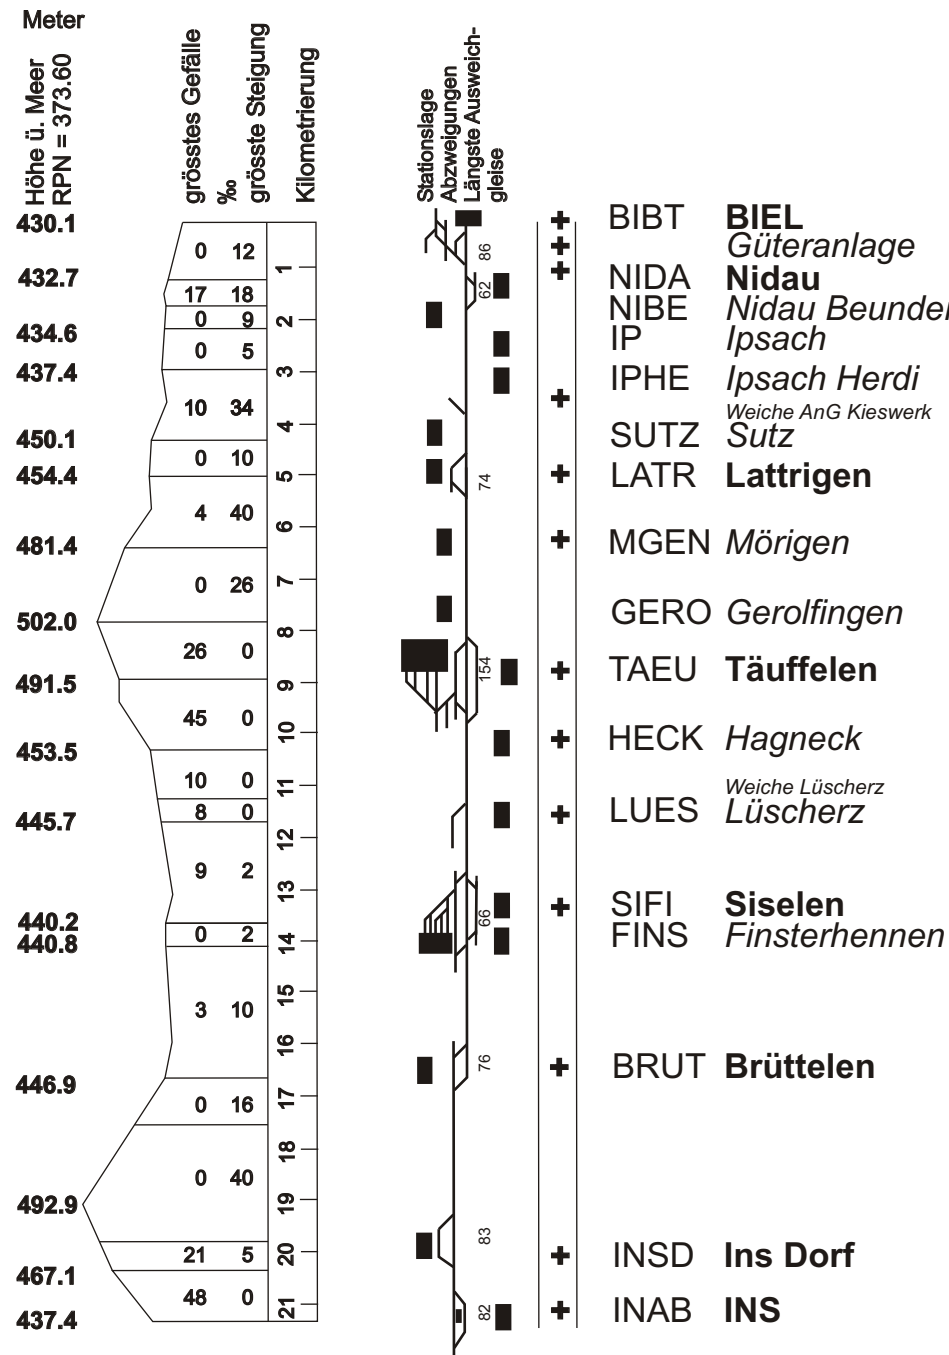 Meter
Höhe ü. Meer
RPN = 373.60
grösstes Gefälle
‰
grösste Steigung
Kilometrierung
Stationslage
Abzweigungen
Längste Ausweich-
gleise
430.1
432.7
434.6
437.4
450.1
454.4
481.4
502.0
491.5
453.5
445.7
440.2
440.8
446.9
492.9
467.1
437.4
0 12
17 18
0 9
0 5
10 34
0 10
4 40
0 26
26 0
45 0
10 0
8 0
9 2
0 2
3 10
0 16
0 40
21 5
48 0
1
2
3
4
5
6
7
8
9
10
11
12
13
14
15
16
17
18
19
20
21
86
62
74
154
66
76
83
82
BIBT BIEL
Güteranlage
NIDA Nidau
NIBE Nidau Beunden
IP Ipsach
IPHE Ipsach Herdi
Weiche AnG Kieswerk
SUTZ Sutz
LATR Lattrigen
MGEN Mörigen
GERO Gerolfingen
TAEU Täuffelen
HECK Hagneck
Weiche Lüscherz
LUES Lüscherz
SIFI Siselen
FINS Finsterhennen
BRUT Brüttelen
INSD Ins Dorf
INAB INS